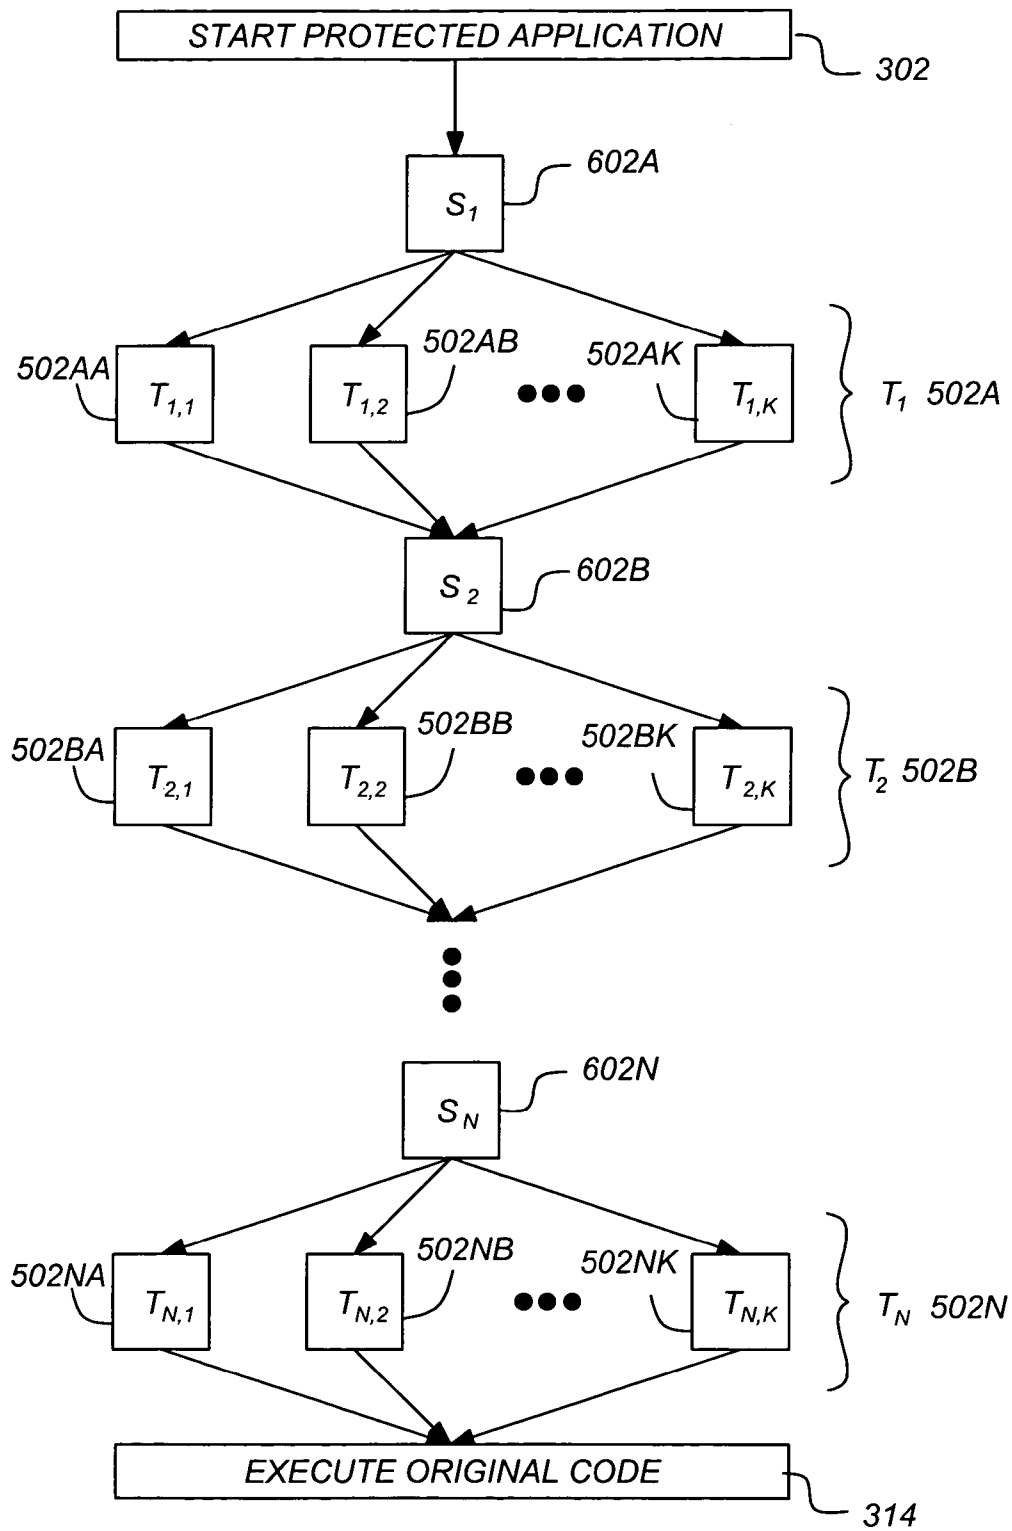 START PROTECTED APPLICATION
302
602A
S1
502AA
502AB
502AK
T1,1
T1,2
T1,K
T1 502A
602B
S2
502BA
502BB
502BK
T2,1
T2,2
T2,K
T2 502B
602N
SN
502NA
502NB
502NK
TN,1
TN,2
TN,K
TN 502N
EXECUTE ORIGINAL CODE
314